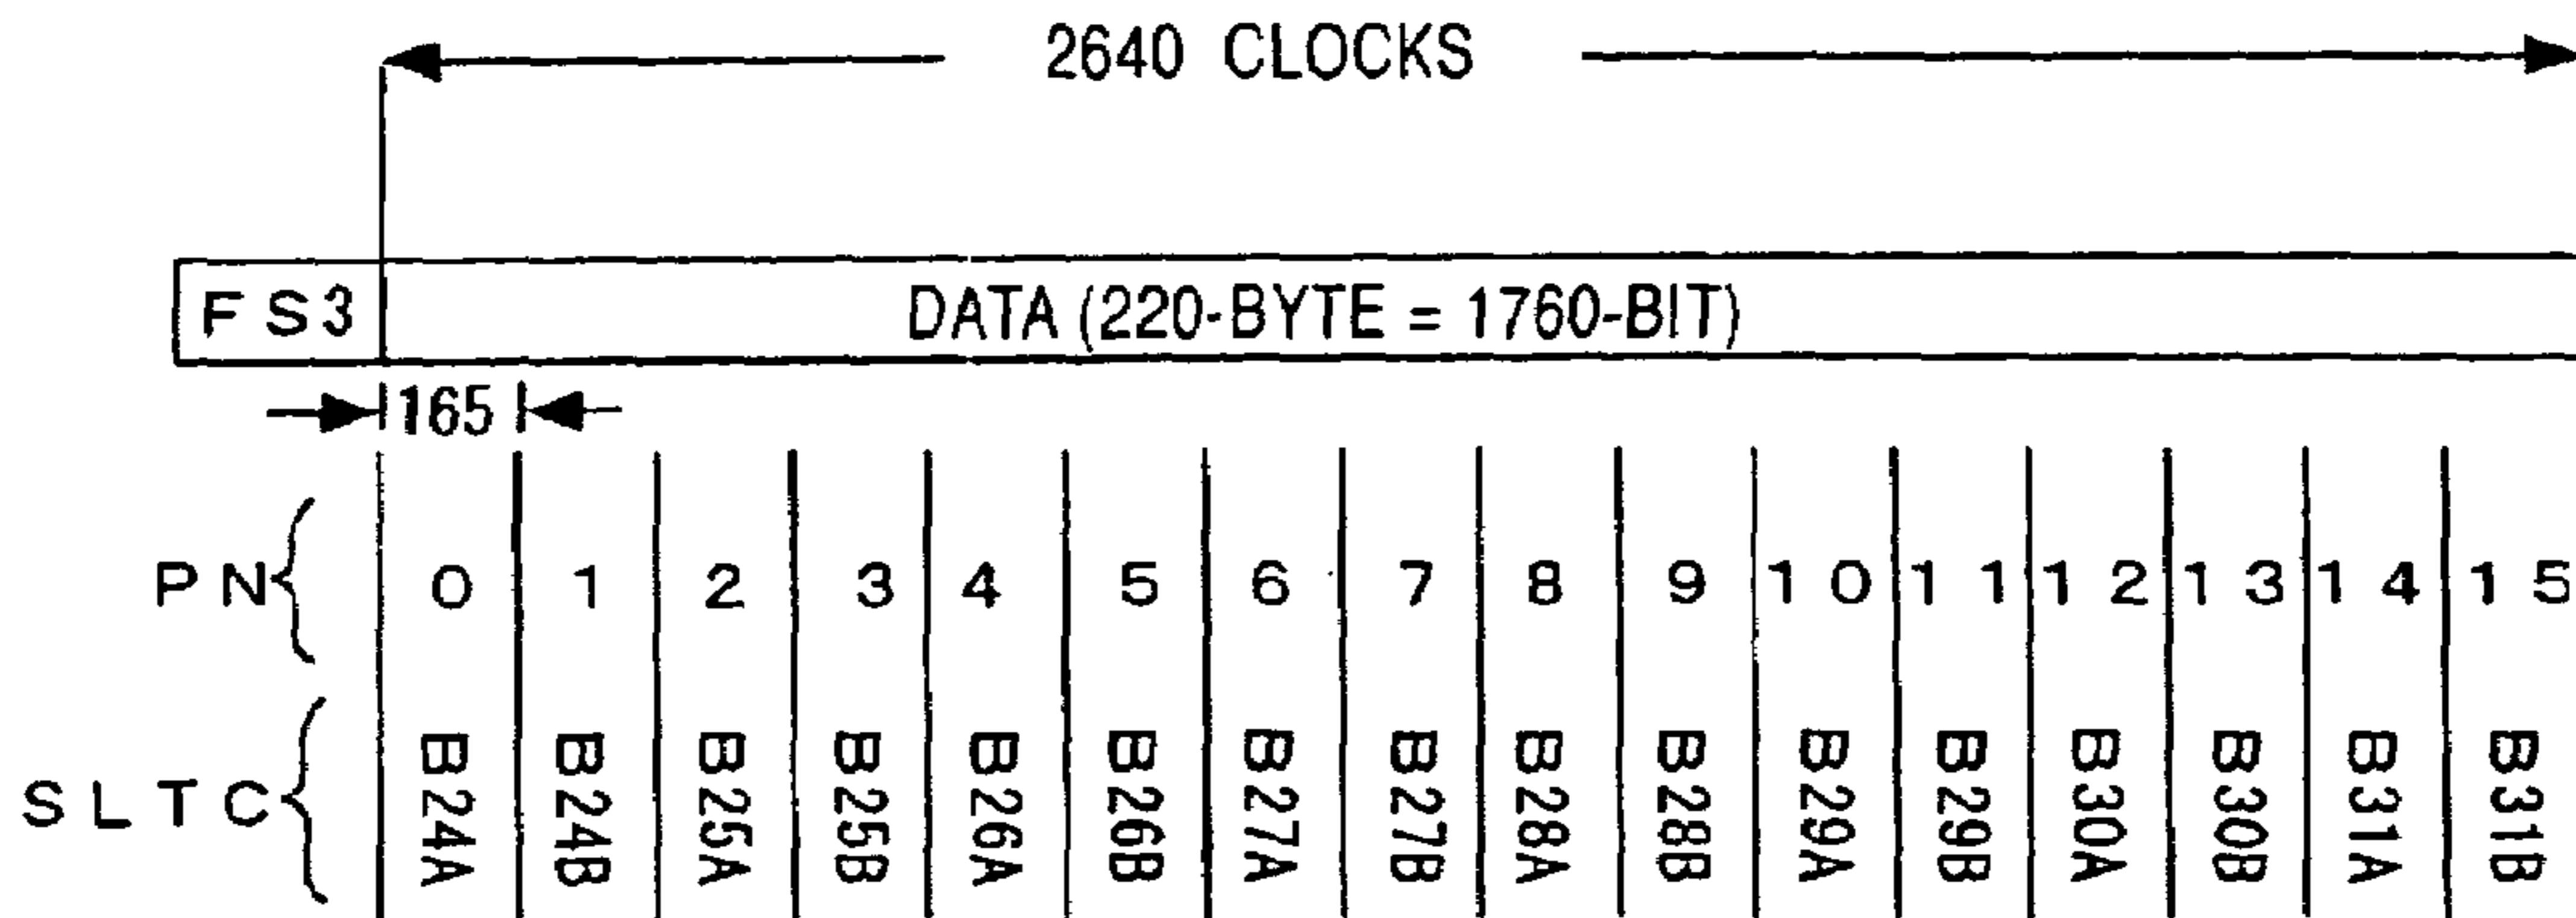 2640 CLOCKS
FS3 DATA (220-BYTE = 1760-BIT)
165
PN 0 1 2 3 4 5 6 7 8 9 10 11 12 13 14 15
SLTC B24A B24B B25A B25B B26A B26B B27A B27B B28A B28B B29A B29B B30A B30B B31A B31B